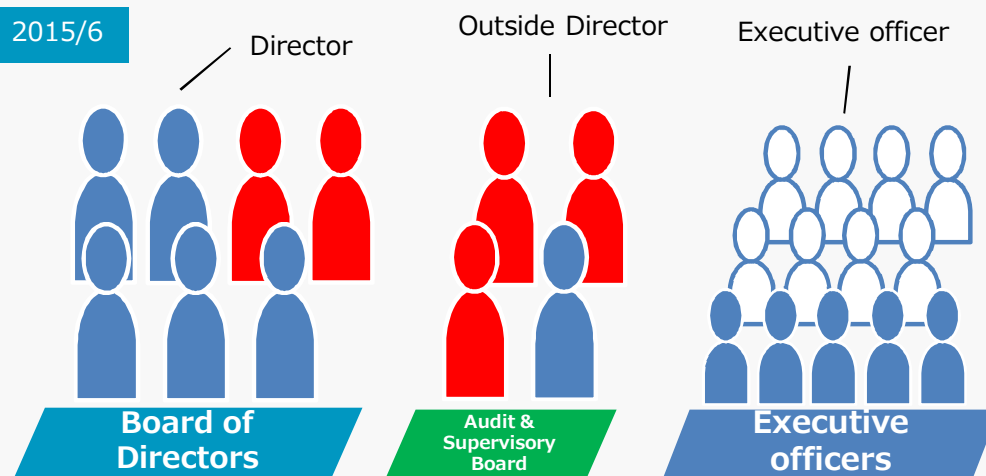 2015/6
Director
Outside Director
Executive officer
Board of
Directors
Audit &
Supervisory
Board
Executive
officers